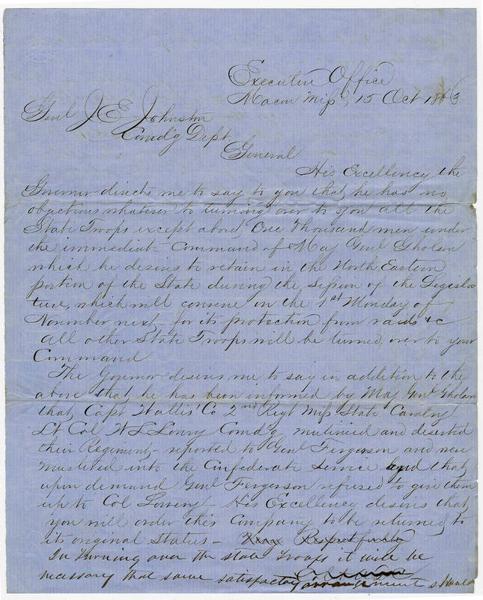 Executive Office
Macon Miss, 15 Oct 1863
Genl J. E. Johnston
Comd'g Dept
General
His Excellency the
Governor directs me to say to you that he has no
objections whatever to turning over to you all the
State Troops except about One thousand men under
the immediate Command of Maj Genl Gholson
which he desires to retain in the North Eastern
portion of the State during the session of the Legisla-
ture, which will convene on the 1st Monday of
November next, for its protection from raids &c
All other State Troops will be turned over to your
Command.
The Governor desires me to say in addition to the
above that he has been informed by Maj Genl Gholson
that Capt Wallis' Co 2nd Regt Miss State Cavalry
Lt Col W L Lowry Comd'g mutinied and deserted
their Regiment - reported to Genl Ferguson and were
mustered into the Confederate service and that
upon demand Genl Ferguson refused to give them
up to Col Lowry - His Excellency desires that
you will order this Company to be returned to
its original Status - Very Respectfully
In turning over the state troops it will be
necessary that some satisfactory arrangement should